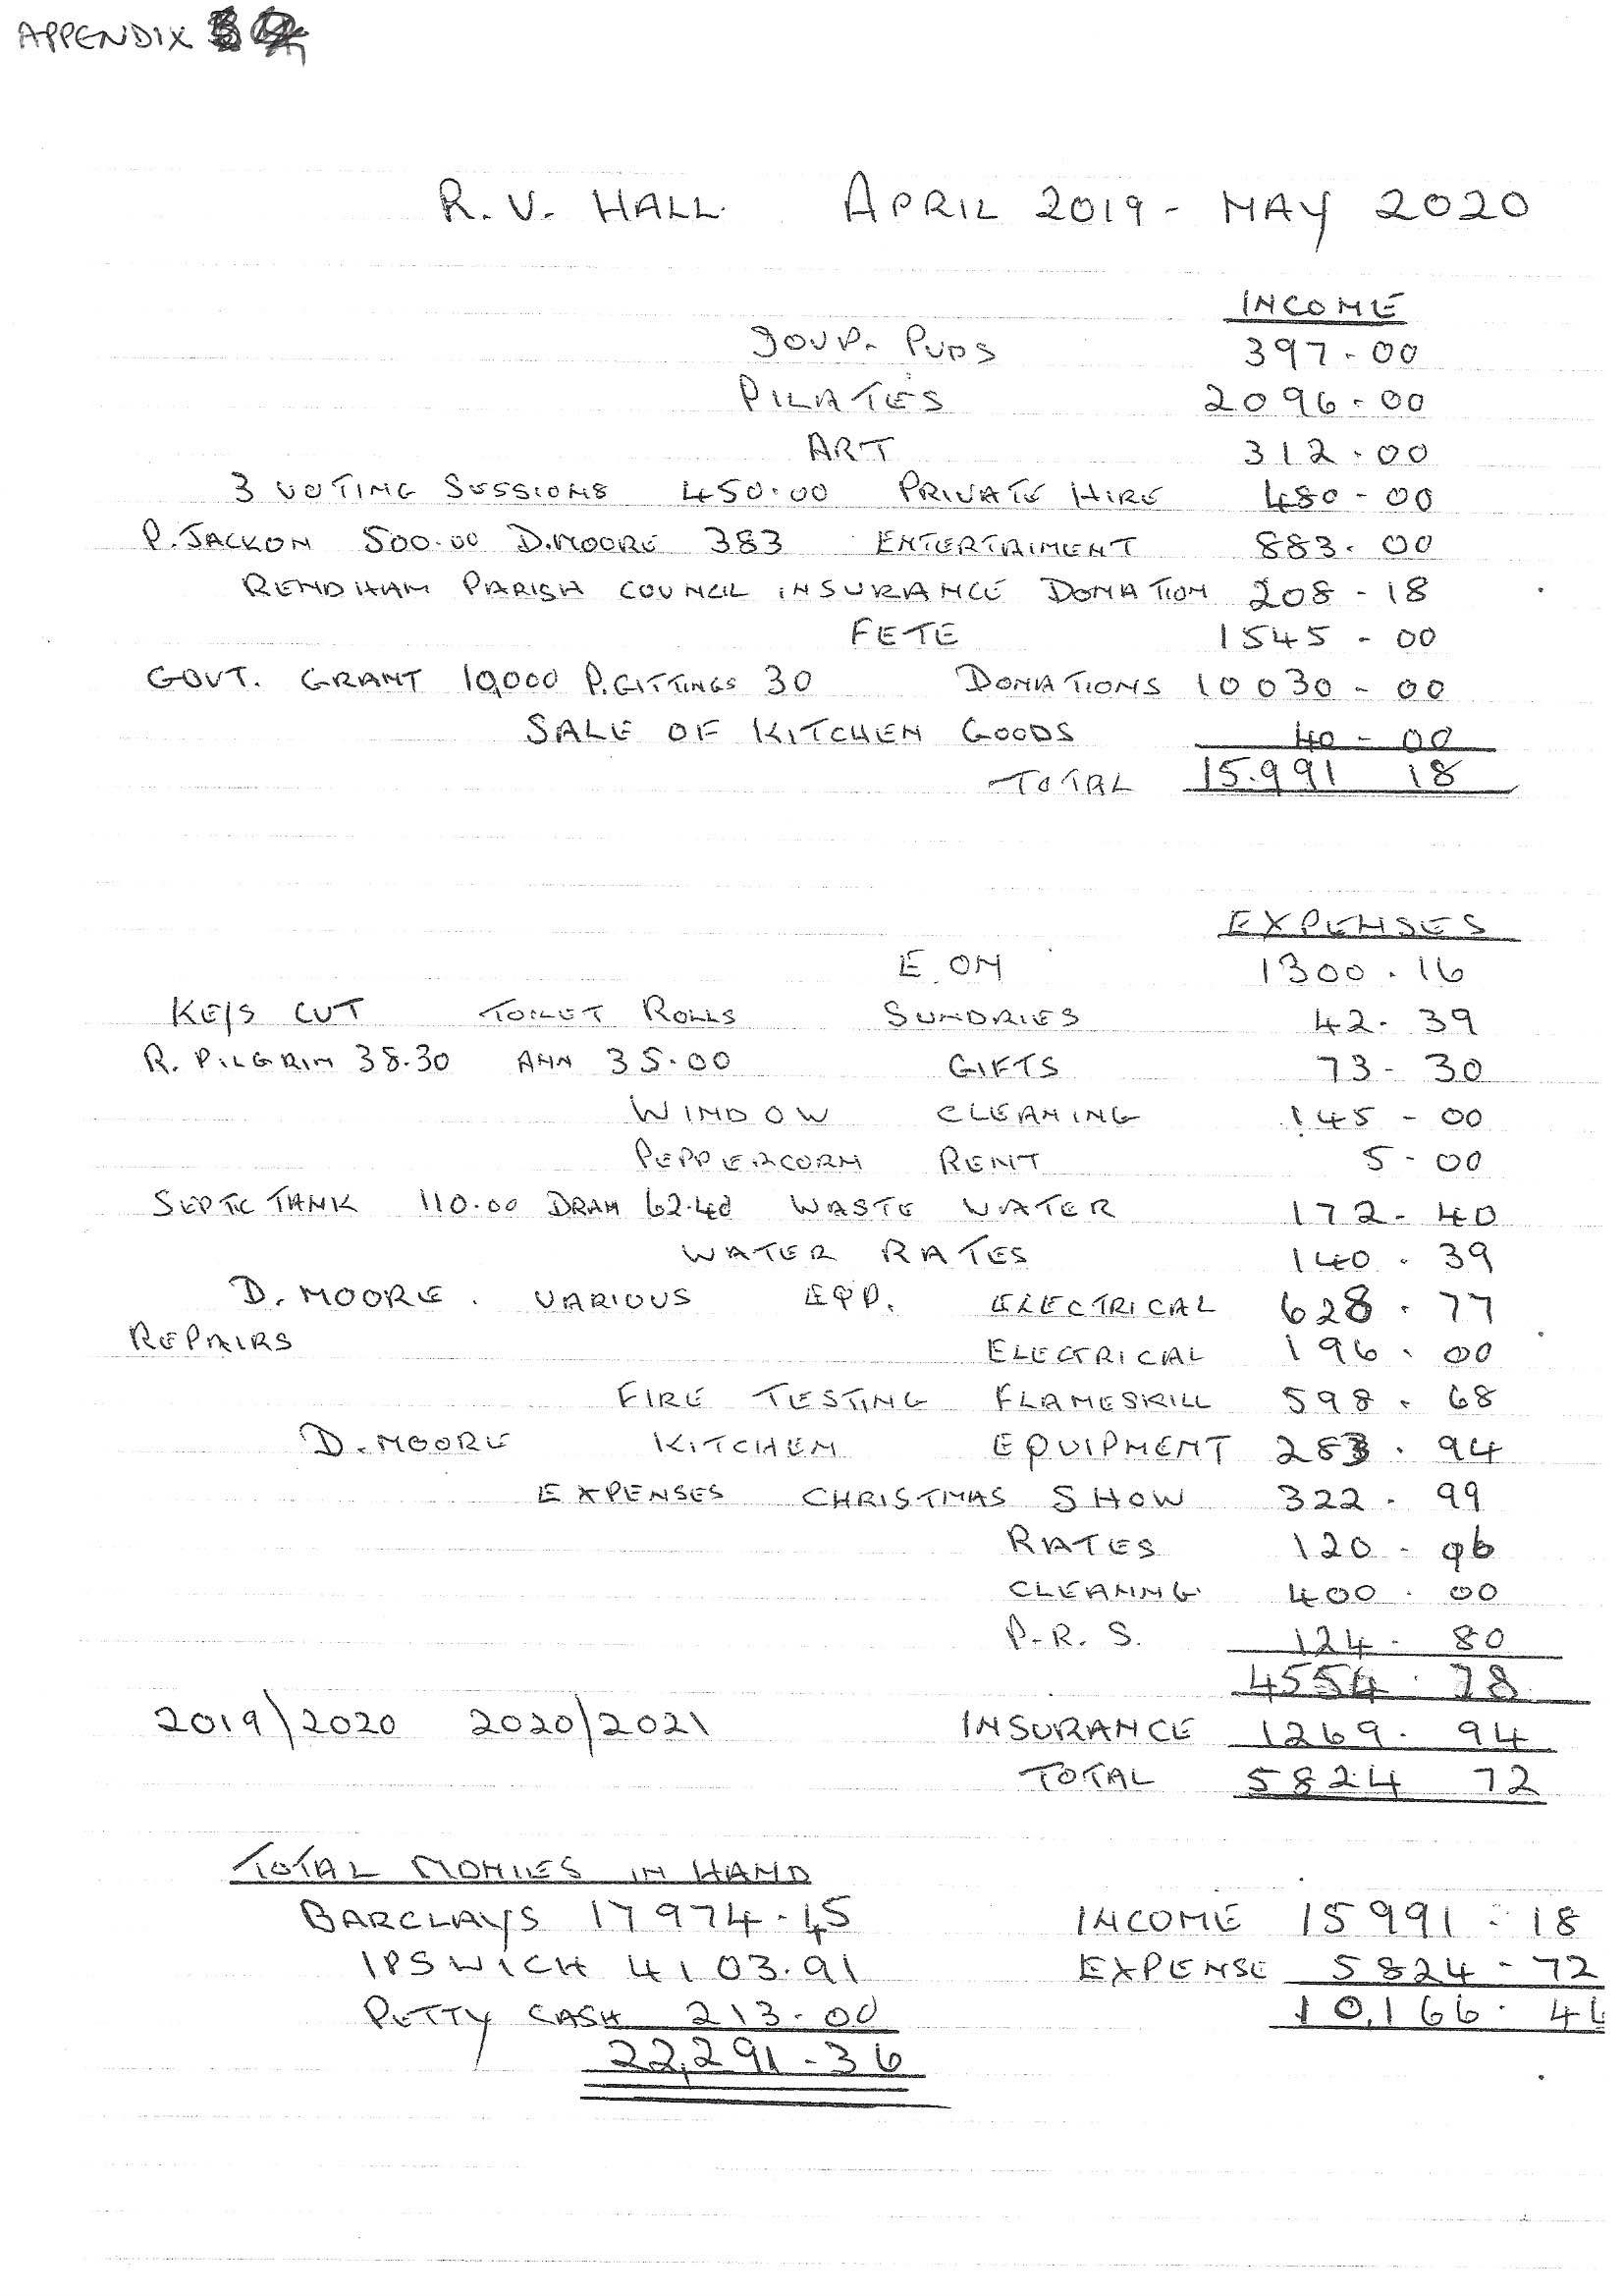 APPENDIX
R.V. HALL. APRIL 2019 - MAY 2020
INCOME
SOUP. PUDS 397-00
PILATES 2096-00
ART 312.00
3 VOTING SESSIONS 450.00 PRIVATE HIRE 480-00
P. JACKON 500.00 D.MOORE 383 ENTERTAIMENT 883.00
RENDHAM PARISH COUNCIL INSURANCE DONATION 208-18
FETE 1545-00
GOVT. GRANT 10,000 P.GITTINGS 30 DONATIONS 10030-00
SALE OF KITCHEN GOODS 40-00
TOTAL 15.991 18
EXPENSES
E.ON 1300.16
KEYS CUT TOILET ROLLS SUNDRIES 42.39
R. PILGRIM 38.30 ANN 35.00 GIFTS 73-30
WINDOW CLEANING 145-00
PEPPERCORN RENT 5-00
SEPTIC TANK 110.00 DRAN 62.40 WASTE WATER 172-40
WATER RATES 140.39
D. MOORE. VARIOUS EQP. ELECTRICAL 628.77
REPAIRS ELECTRICAL 196.00
FIRE TESTING FLAMESKILL 598.68
D.MOORE KITCHEN EQUIPMENT 283.94
EXPENSES CHRISTMAS SHOW 322.99
RATES 120-96
CLEANNG 400.00
P.R.S. 124.80
4554.78
2019/2020 2020/2021 INSURANCE 1269.94
TOTAL 5824 72
TOTAL MONIES IN HAND
BARCLAYS 17974.45 INCOME 15991.18
IPSWICH 4103.91 EXPENSE 5824-72
PETTY CASH 213-00 10,166.46
22,291-36